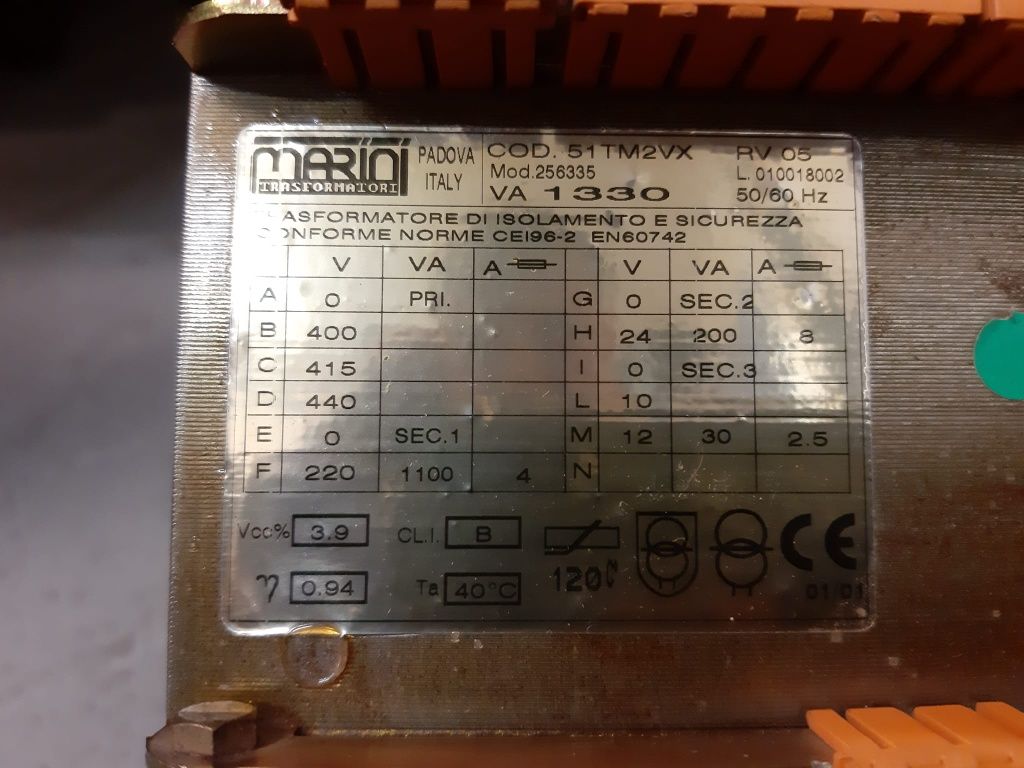 MARINI
TRASFORMATORI
PADOVA
ITALY
COD. 51TM2VX RV 05
Mod.256335 L. 010018002
VA 1330 50/60 Hz
TRASFORMATORE DI ISOLAMENTO E SICUREZZA
CONFORME NORME CEI96-2 EN60742
V VA A V VA A
A 0 PRI. G 0 SEC.2
B 400 H 24 200 8
C 415 I 0 SEC.3
D 440 L 10
E 0 SEC.1 M 12 30 2.5
F 220 1100 4 N
Vcc% 3.9 CL.I. B CE
η 0.94 Ta 40°C 120°C 01/01